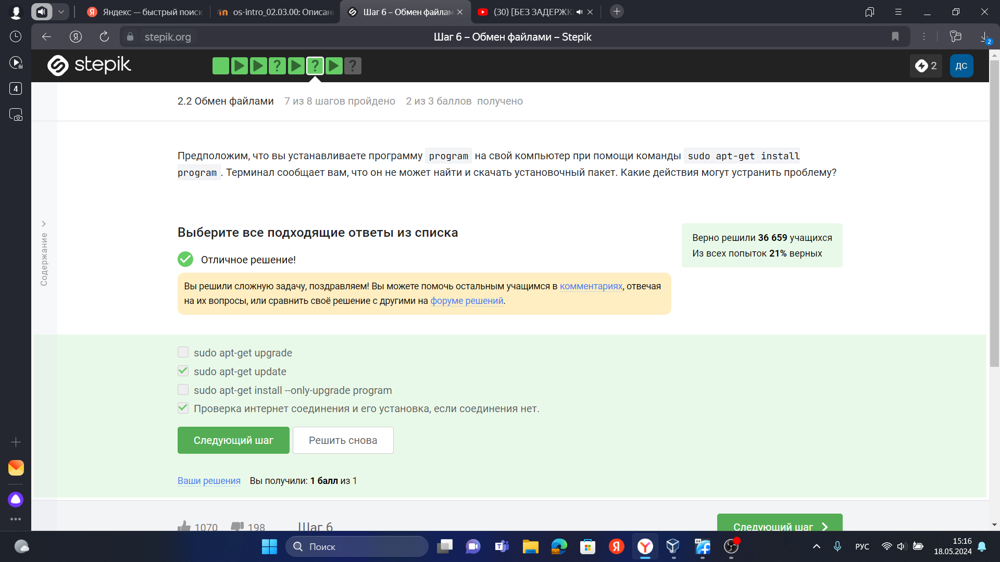 Яндекс — быстрый поиск
os-intro_02.03.00: Описани
Шаг 6 – Обмен файлам
(30) [БЕЗ ЗАДЕРЖК
stepik.org
Шаг 6 – Обмен файлами – Stepik
2
4
stepik
? ? ?
2
ДС
2.2 Обмен файлами 7 из 8 шагов пройдено 2 из 3 баллов получено
Содержание
Предположим, что вы устанавливаете программу program на свой компьютер при помощи команды sudo apt-get install
program . Терминал сообщает вам, что он не может найти и скачать установочный пакет. Какие действия могут устранить проблему?
Выберите все подходящие ответы из списка
Отличное решение!
Верно решили 36 659 учащихся
Из всех попыток 21% верных
Вы решили сложную задачу, поздравляем! Вы можете помочь остальным учащимся в комментариях, отвечая
на их вопросы, или сравнить своё решение с другими на форуме решений.
sudo apt-get upgrade
sudo apt-get update
sudo apt-get install --only-upgrade program
Проверка интернет соединения и его установка, если соединения нет.
Следующий шаг
Решить снова
Ваши решения Вы получили: 1 балл из 1
1070 198 Шаг 6
Следующий шаг
Поиск
РУС
15:16
18.05.2024